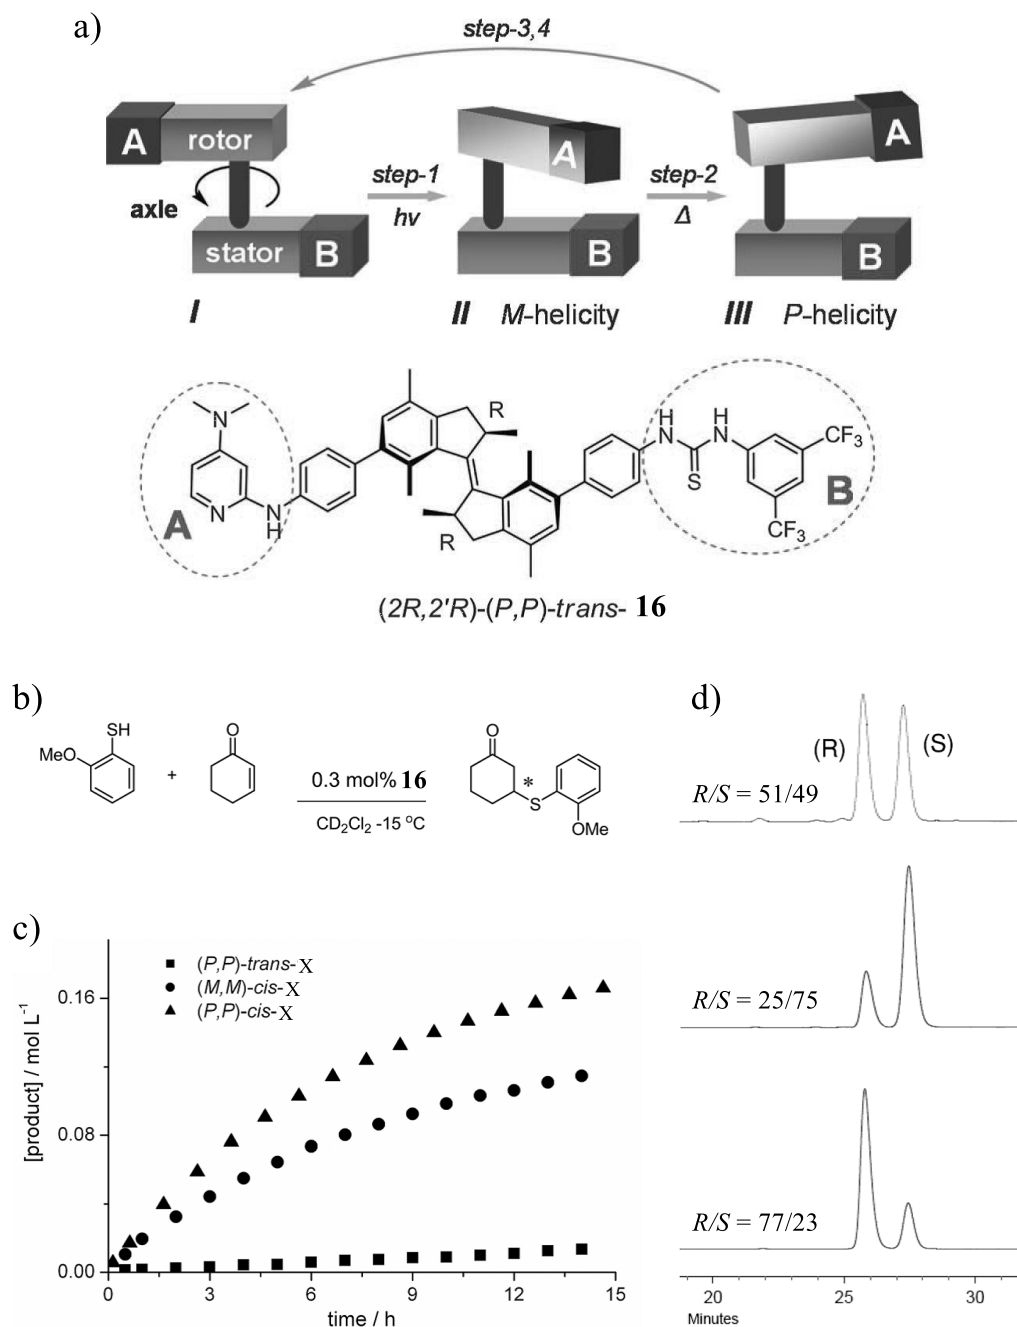 a)
step-3,4
A rotor
axle
stator B
I
step-1
hν
A
B
II M-helicity
step-2
Δ
A
B
III P-helicity
N
N
N
H
A
R
R
H
N
H
N
S
CF3
CF3
B
(2R,2'R)-(P,P)-trans- 16
b)
SH
MeO
+
O
0.3 mol% 16
CD2Cl2 -15 °C
O
*
S
OMe
c)
(P,P)-trans-X
(M,M)-cis-X
(P,P)-cis-X
[product] / mol L⁻¹
0.16
0.08
0.00
0 3 6 9 12 15
time / h
d)
(R) (S)
R/S = 51/49
R/S = 25/75
R/S = 77/23
20 25 30
Minutes